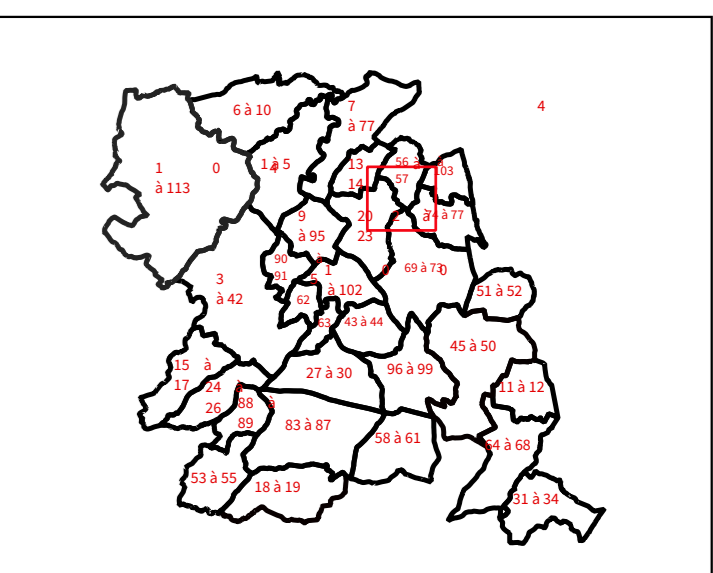 7
4
6 à 10
à 77
1
0
1 à 5
4
à 113
13
14
56 à
57
103
9
à 95
20
23
2
à
74 à 77
90
91
à
5
1
à 102
0
69 à 73
0
3
à 42
62
63
43 à 44
51 à 52
45 à 50
15 à
17
24 à
26
27 à 30
96 à 99
11 à 12
88 à
89
83 à 87
58 à 61
64 à 68
53 à 55
18 à 19
31 à 34